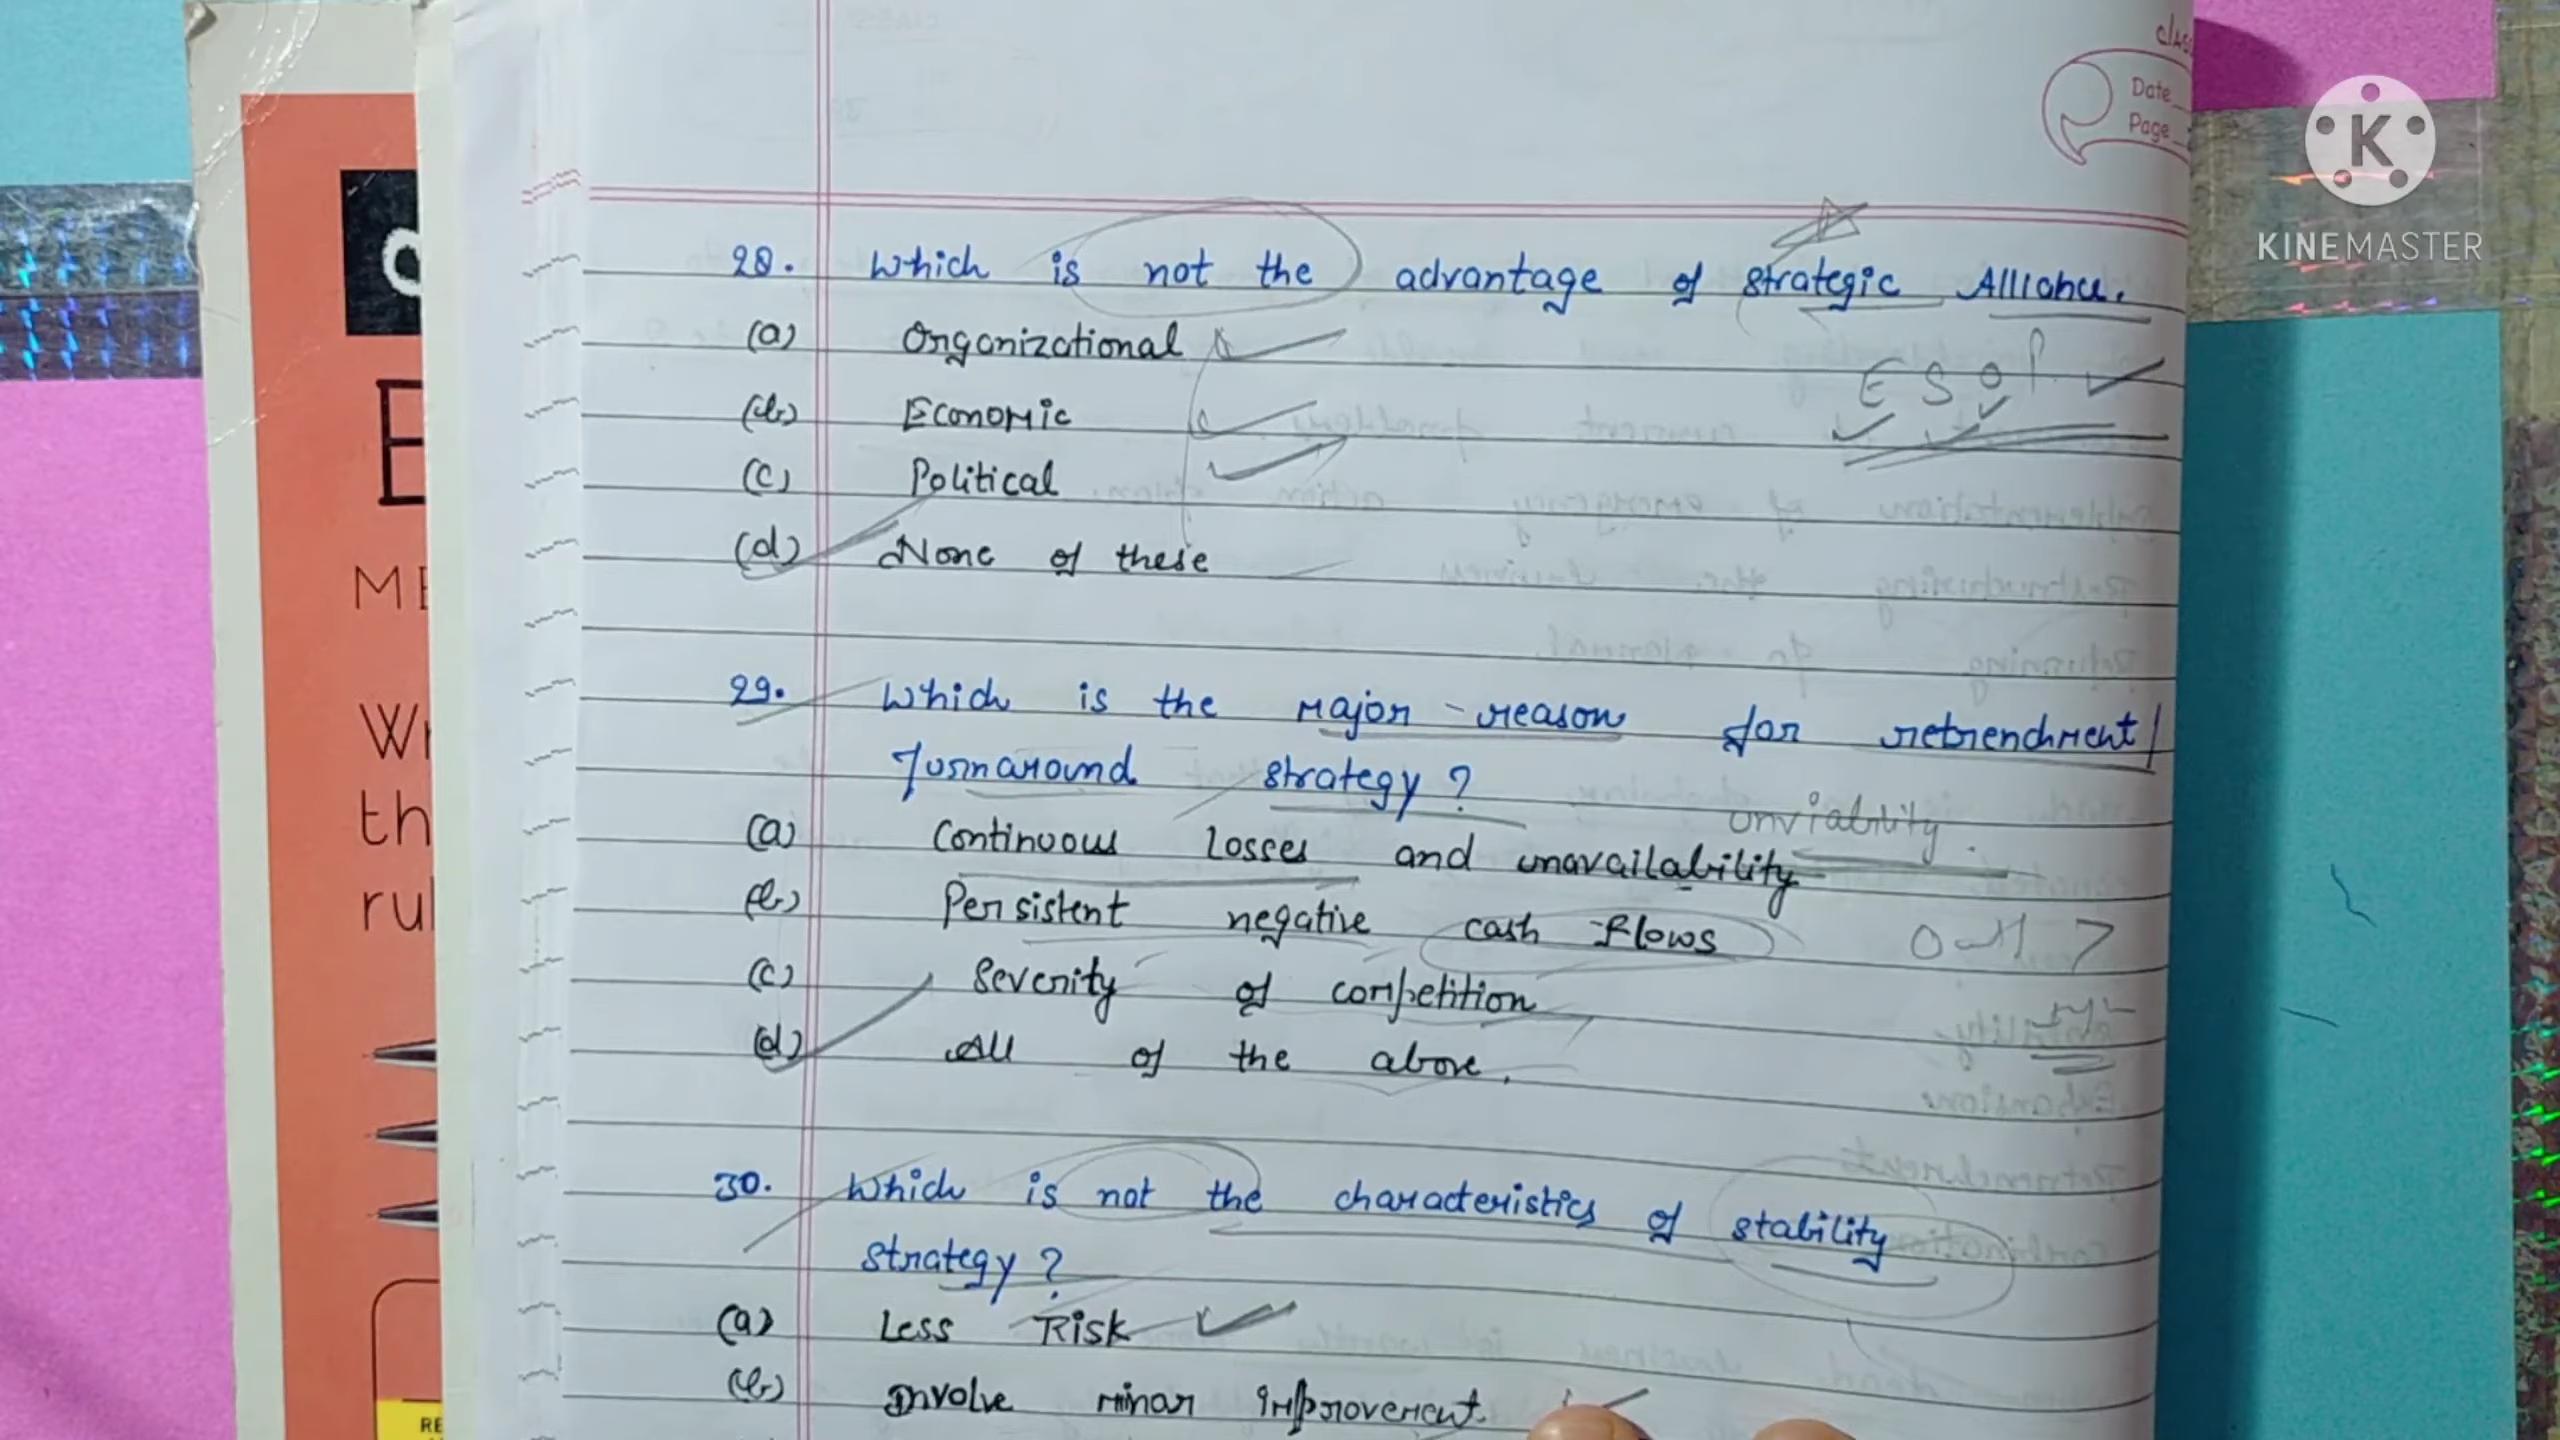 classmate
Date
Page
KINEMASTER
28. Which is not the advantage of strategic Alliance.
(a) Organizational
E S O P
(b) Economic
(c) Political
(d) None of these
29. Which is the Major reason for retrenchment/
Turnaround strategy?
unviability
(a) Continuous Losses and unavailability
(b) Persistent negative cash flows
(c) Severity of competition
(d) All of the above.
30. Which is not the characteristics of stability
Strategy?
(a) Less Risk
(b) Involve minor improvement
E
ME
th